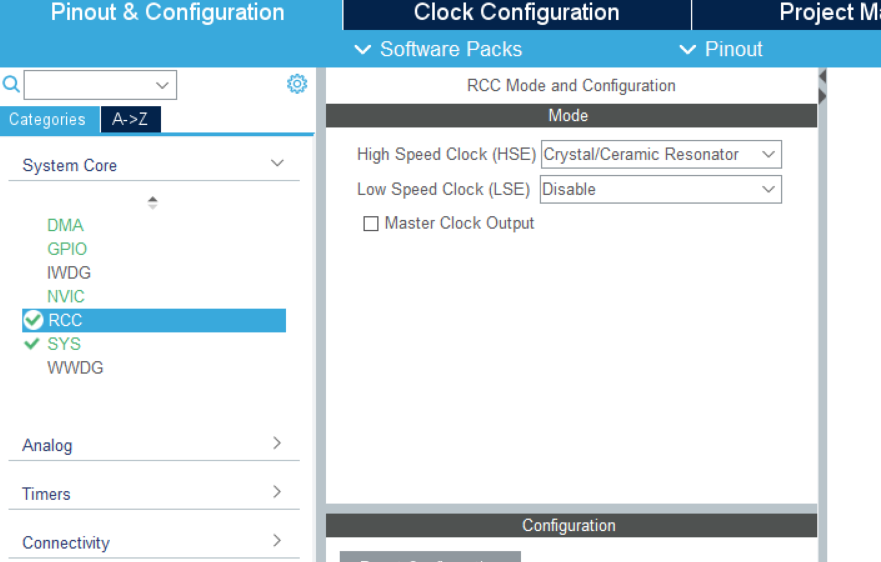 Pinout & Configuration
Clock Configuration
Project Ma
Software Packs
Pinout
Categories
A->Z
System Core
DMA
GPIO
IWDG
NVIC
RCC
SYS
WWDG
Analog
Timers
Connectivity
RCC Mode and Configuration
Mode
High Speed Clock (HSE) Crystal/Ceramic Resonator
Low Speed Clock (LSE) Disable
Master Clock Output
Configuration